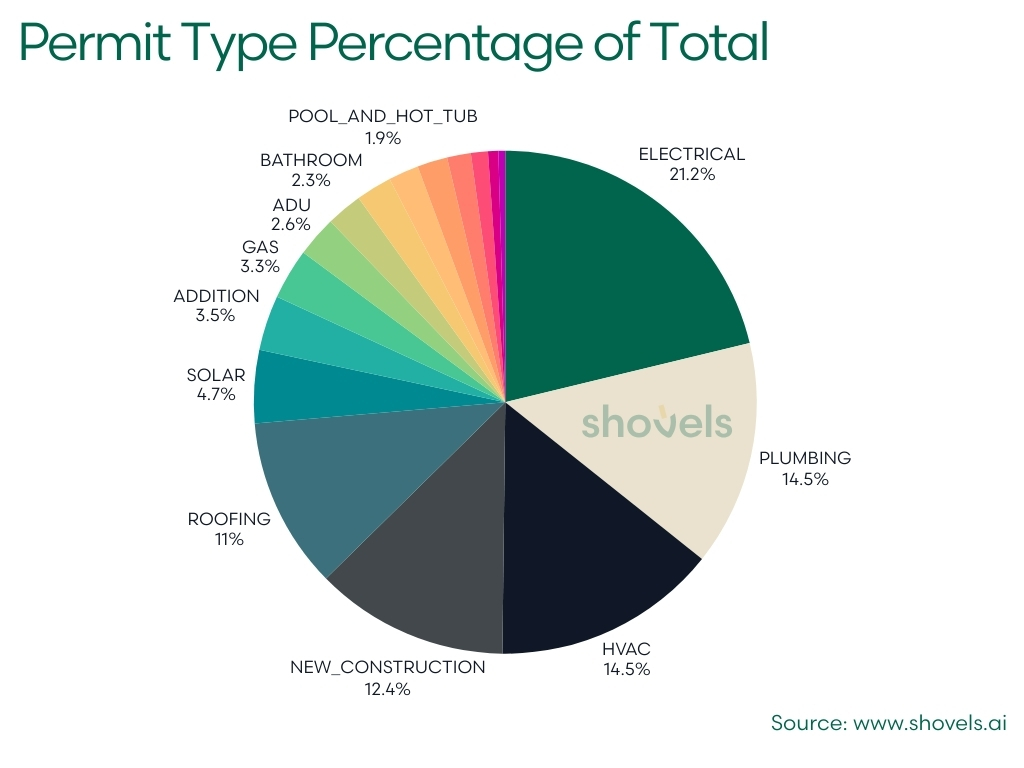 Permit Type Percentage of Total
POOL_AND_HOT_TUB
1.9%
BATHROOM
2.3%
ADU
2.6%
GAS
3.3%
ADDITION
3.5%
SOLAR
4.7%
ROOFING
11%
NEW_CONSTRUCTION
12.4%
HVAC
14.5%
PLUMBING
14.5%
ELECTRICAL
21.2%
shovels
Source: www.shovels.ai